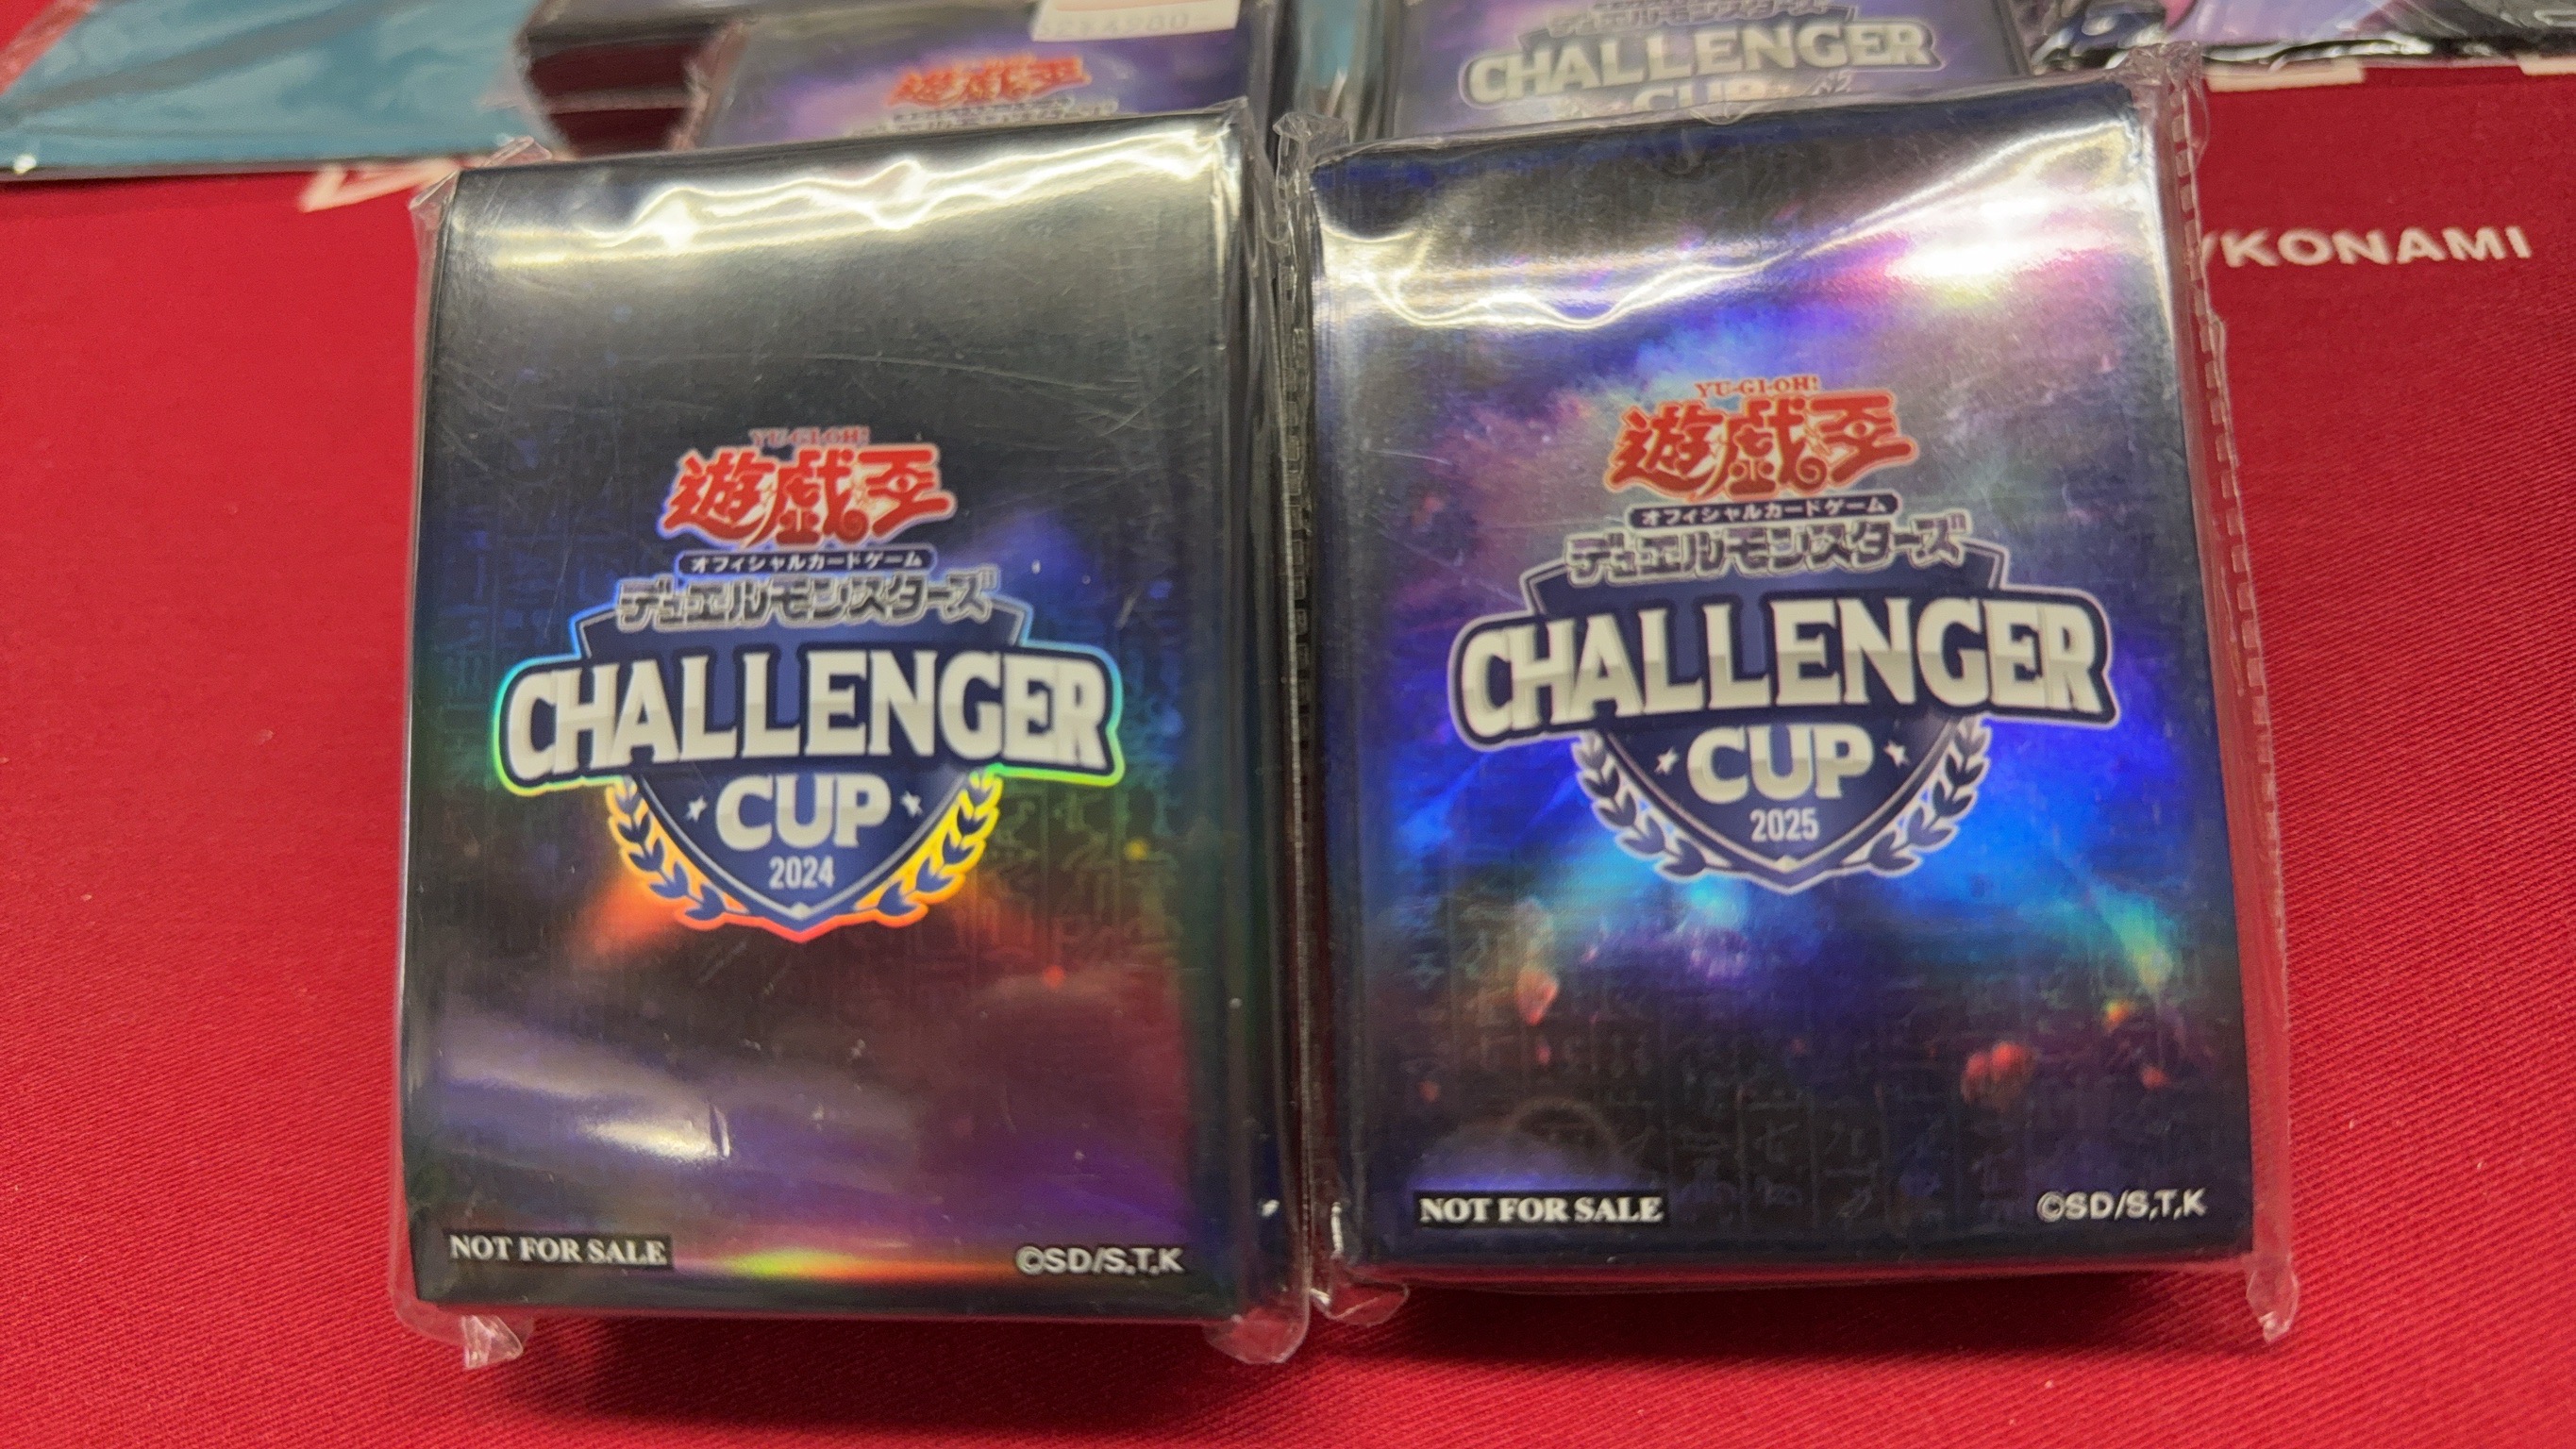 遊戯王
CHALLENGER
CUP
KONAMI
YU-GI-OH!
遊戯王
オフィシャルカードゲーム
デュエルモンスターズ
CHALLENGER
CUP
2024
NOT FOR SALE
©SD/S,T,K
YU-GI-OH!
遊戯王
オフィシャルカードゲーム
デュエルモンスターズ
CHALLENGER
CUP
2025
NOT FOR SALE
©SD/S,T,K